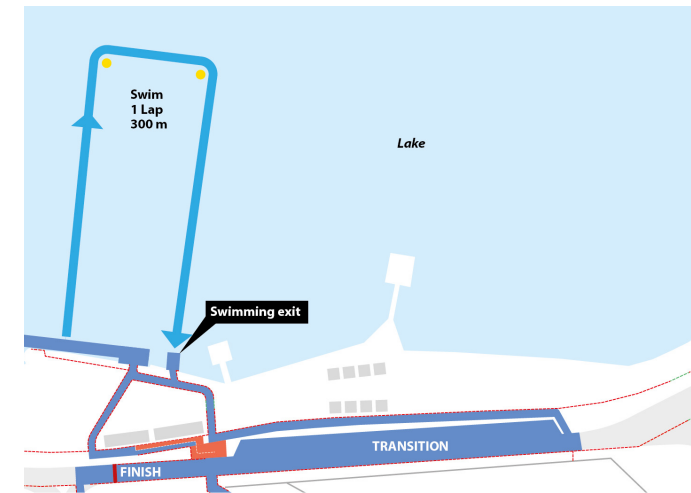 Swim
1 Lap
300 m
Lake
Swimming exit
TRANSITION
FINISH